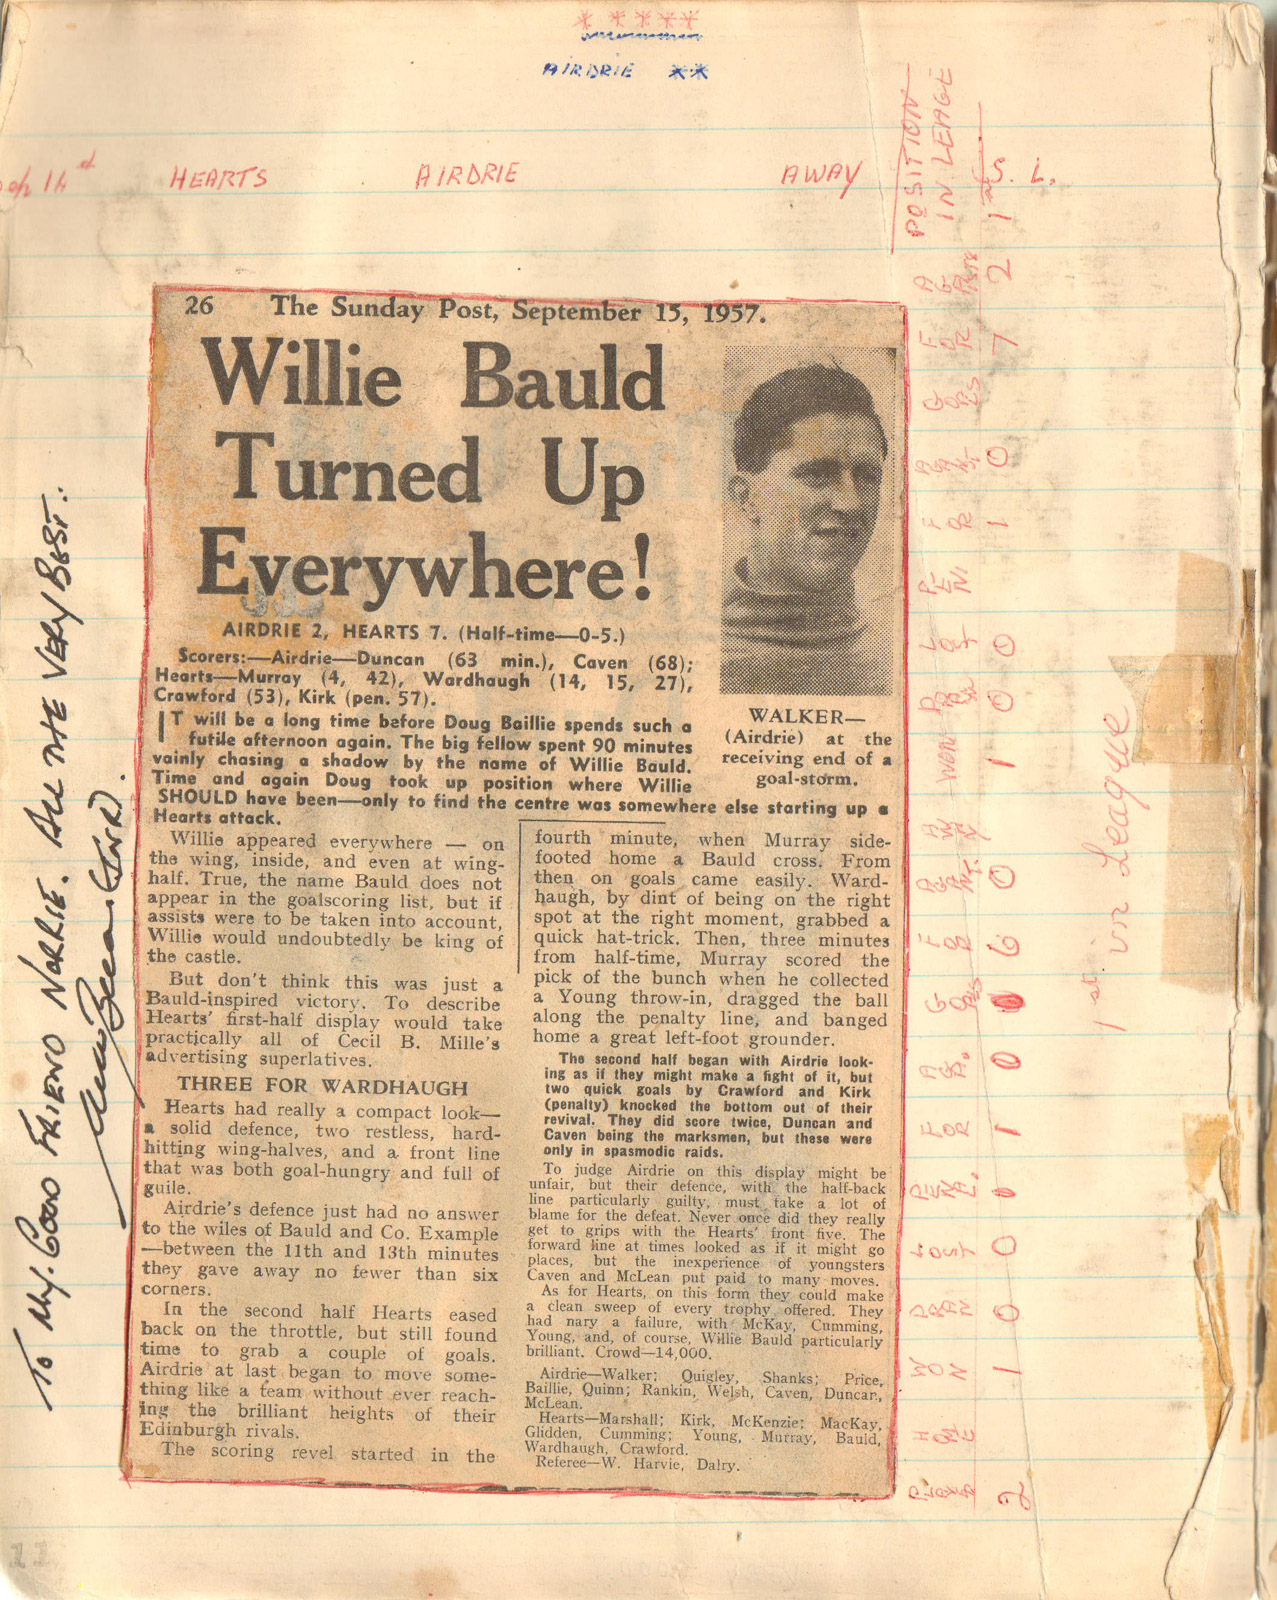 * * * * *
AIRDRIE **
HEARTS AIRDRIE AWAY
26 The Sunday Post, September 15, 1957.
Willie Bauld
Turned Up
Everywhere!
AIRDRIE 2, HEARTS 7. (Half-time—0-5.)
Scorers:—Airdrie—Duncan (63 min.), Caven (68);
Hearts—Murray (4, 42), Wardhaugh (14, 15, 27),
Crawford (53), Kirk (pen. 57).
WALKER—
(Airdrie) at the
receiving end of a
goal-storm.
IT will be a long time before Doug Baillie spends such a
futile afternoon again. The big fellow spent 90 minutes
vainly chasing a shadow by the name of Willie Bauld.
Time and again Doug took up position where Willie
SHOULD have been—only to find the centre was somewhere else starting up a
Hearts attack.
Willie appeared everywhere — on
the wing, inside, and even at wing-
half. True, the name Bauld does not
appear in the goalscoring list, but if
assists were to be taken into account,
Willie would undoubtedly be king of
the castle.
But don't think this was just a
Bauld-inspired victory. To describe
Hearts' first-half display would take
practically all of Cecil B. Mille's
advertising superlatives.
THREE FOR WARDHAUGH
Hearts had really a compact look—
a solid defence, two restless, hard-
hitting wing-halves, and a front line
that was both goal-hungry and full of
guile.
Airdrie's defence just had no answer
to the wiles of Bauld and Co. Example
—between the 11th and 13th minutes
they gave away no fewer than six
corners.
In the second half Hearts eased
back on the throttle, but still found
time to grab a couple of goals.
Airdrie at last began to move some-
thing like a team without ever reach-
ing the brilliant heights of their
Edinburgh rivals.
The scoring revel started in the
fourth minute, when Murray side-
footed home a Bauld cross. From
then on goals came easily. Ward-
haugh, by dint of being on the right
spot at the right moment, grabbed a
quick hat-trick. Then, three minutes
from half-time, Murray scored the
pick of the bunch when he collected
a Young throw-in, dragged the ball
along the penalty line, and banged
home a great left-foot grounder.
The second half began with Airdrie look-
ing as if they might make a fight of it, but
two quick goals by Crawford and Kirk
(penalty) knocked the bottom out of their
revival. They did score twice, Duncan and
Caven being the marksmen, but these were
only in spasmodic raids.
To judge Airdrie on this display might be
unfair, but their defence, with the half-back
line particularly guilty, must take a lot of
blame for the defeat. Never once did they really
get to grips with the Hearts' front five. The
forward line at times looked as if it might go
places, but the inexperience of youngsters
Caven and McLean put paid to many moves.
As for Hearts, on this form they could make
a clean sweep of every trophy offered. They
had nary a failure, with McKay, Cumming,
Young, and, of course, Willie Bauld particularly
brilliant. Crowd—14,000.
Airdrie—Walker; Quigley, Shanks; Price,
Baillie, Quinn; Rankin, Welsh, Caven, Duncan,
McLean.
Hearts—Marshall; Kirk, McKenzie; MacKay,
Glidden, Cumming; Young, Murray, Bauld,
Wardhaugh, Crawford.
Referee—W. Harvie, Dalry.
To My. Good FRIEND NORRIE. All THE VERY BEST.
POSITION
IN LEAGE
1st S. L.
1st in League
11